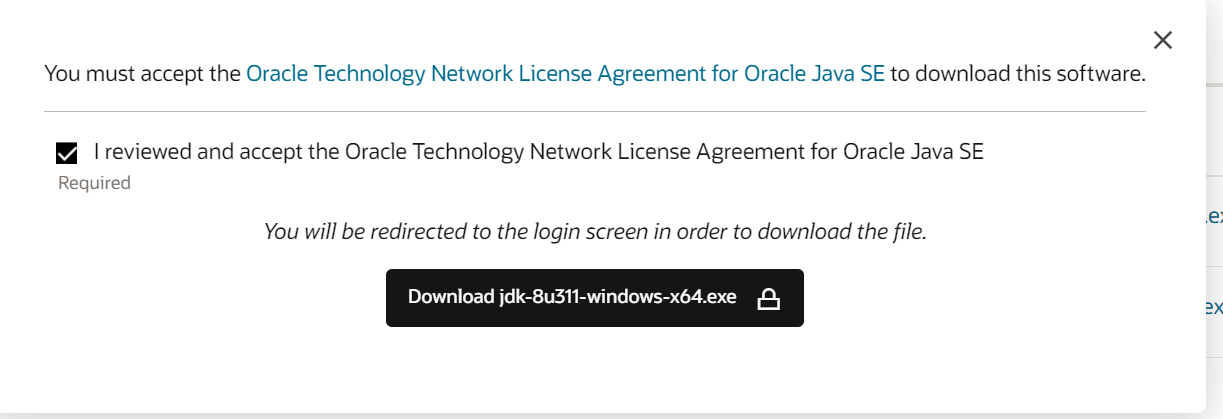 You must accept the Oracle Technology Network License Agreement for Oracle Java SE to download this software.
I reviewed and accept the Oracle Technology Network License Agreement for Oracle Java SE
Required
You will be redirected to the login screen in order to download the file.
Download jdk-8u311-windows-x64.exe